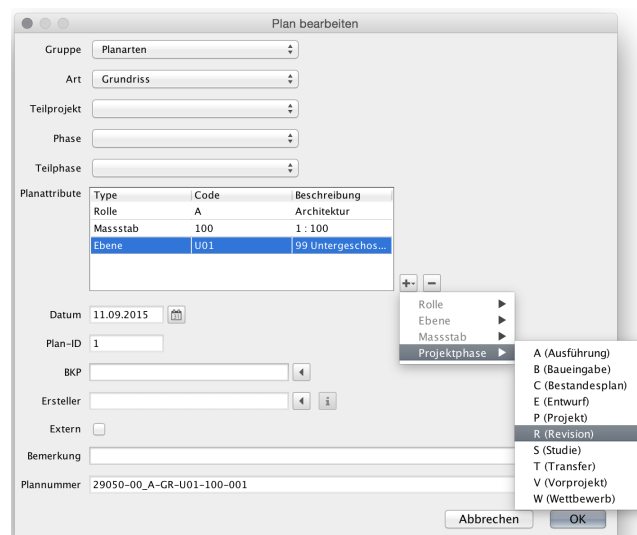 Plan bearbeiten
Gruppe Planarten
Art Grundriss
Teilprojekt
Phase
Teilphase
Planattribute Type Code Beschreibung
Rolle A Architektur
Massstab 100 1 : 100
Ebene U01 99 Untergeschos...
Datum 11.09.2015
Plan-ID 1
BKP
Ersteller
Extern
Bemerkung
Plannummer 29050-00_A-GR-U01-100-001
Rolle
Ebene
Massstab
Projektphase
A (Ausführung)
B (Baueingabe)
C (Bestandesplan)
E (Entwurf)
P (Projekt)
R (Revision)
S (Studie)
T (Transfer)
V (Vorprojekt)
W (Wettbewerb)
Abbrechen OK